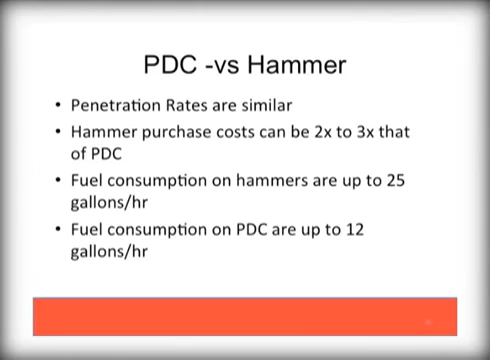 PDC -vs Hammer
• Penetration Rates are similar
• Hammer purchase costs can be 2x to 3x that
of PDC
• Fuel consumption on hammers are up to 25
gallons/hr
• Fuel consumption on PDC are up to 12
gallons/hr